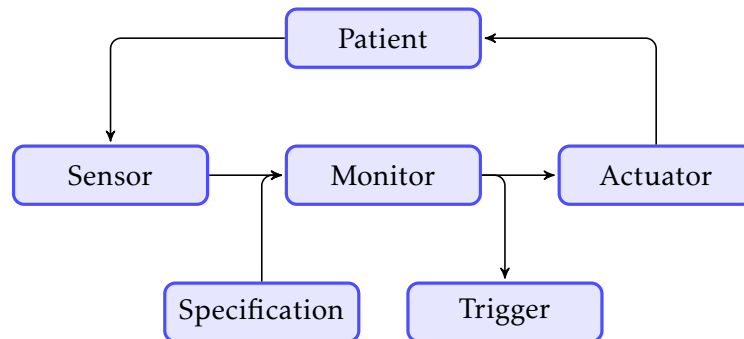 Patient
Sensor
Monitor
Actuator
Specification
Trigger